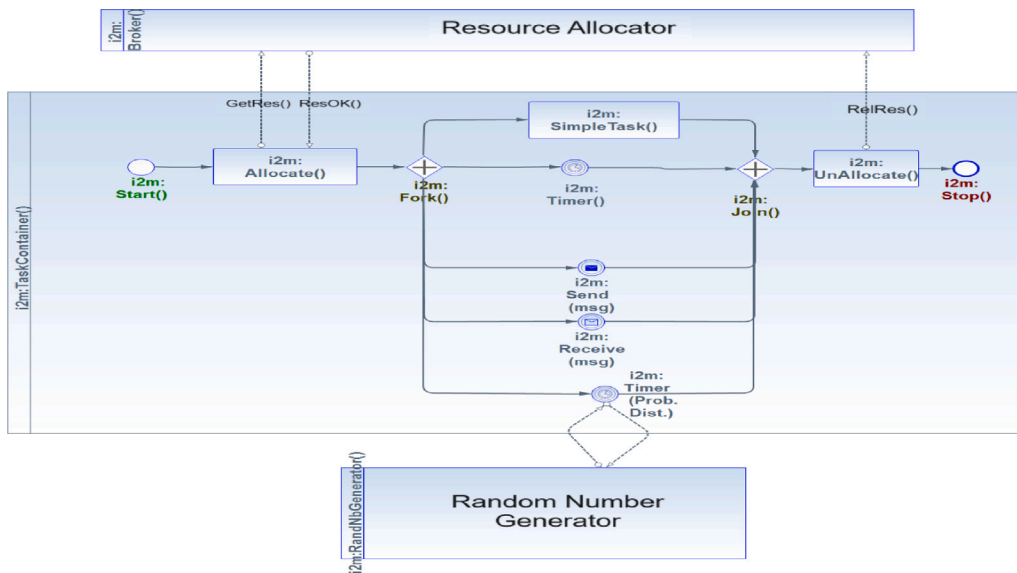 i2m:
Broker()
Resource Allocator
GetRes()
ResOK()
RelRes()
i2m:TaskContainer()
i2m:
Start()
i2m:
Allocate()
i2m:
Fork()
i2m:
SimpleTask()
i2m:
Timer()
i2m:
Join()
i2m:
UnAllocate()
i2m:
Stop()
i2m:
Send
(msg)
i2m:
Receive
(msg)
i2m:
Timer
(Prob.
Dist.)
i2m:RandNbGenerator()
Random Number
Generator